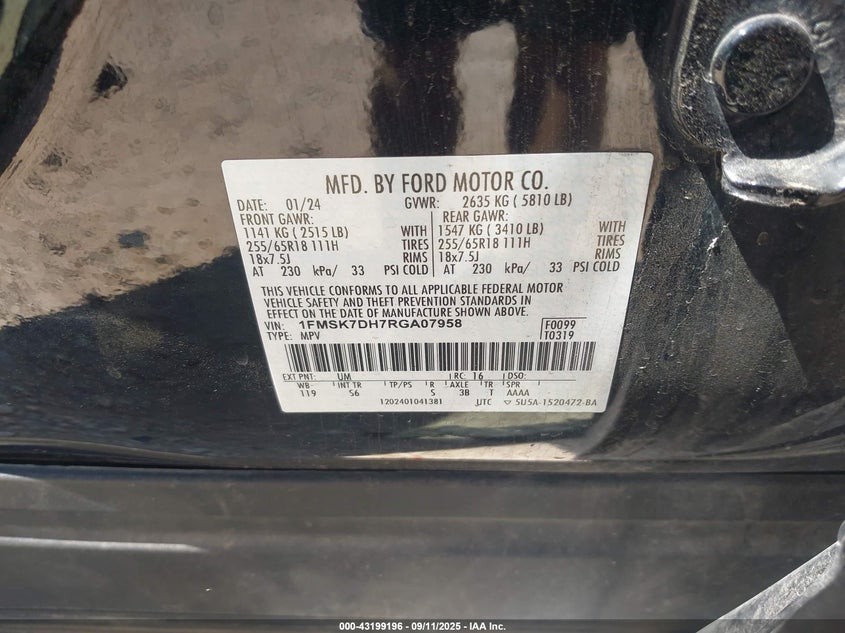 MFD. BY FORD MOTOR CO.
DATE: 01/24 GVWR: 2635 KG ( 5810 LB)
FRONT GAWR: REAR GAWR:
1141 KG ( 2515 LB) WITH 1547 KG ( 3410 LB) WITH
255/65R18 111H TIRES 255/65R18 111H TIRES
18x7.5J RIMS 18x7.5J RIMS
AT 230 kPa/ 33 PSI COLD AT 230 kPa/ 33 PSI COLD
THIS VEHICLE CONFORMS TO ALL APPLICABLE FEDERAL MOTOR
VEHICLE SAFETY AND THEFT PREVENTION STANDARDS IN
EFFECT ON THE DATE OF MANUFACTURE SHOWN ABOVE.
VIN: 1FMSK7DH7RGA07958 F0099
TYPE: MPV T0319
EXT PNT: UM RC: 16 DSO:
WB INT TR TP/PS R AXLE TR SPR
119 S6 S 3B T AAAA
1202401041381 UTC ▽ 5U5A-1520472-BA
000-43199196 - 09/11/2025 - IAA Inc.